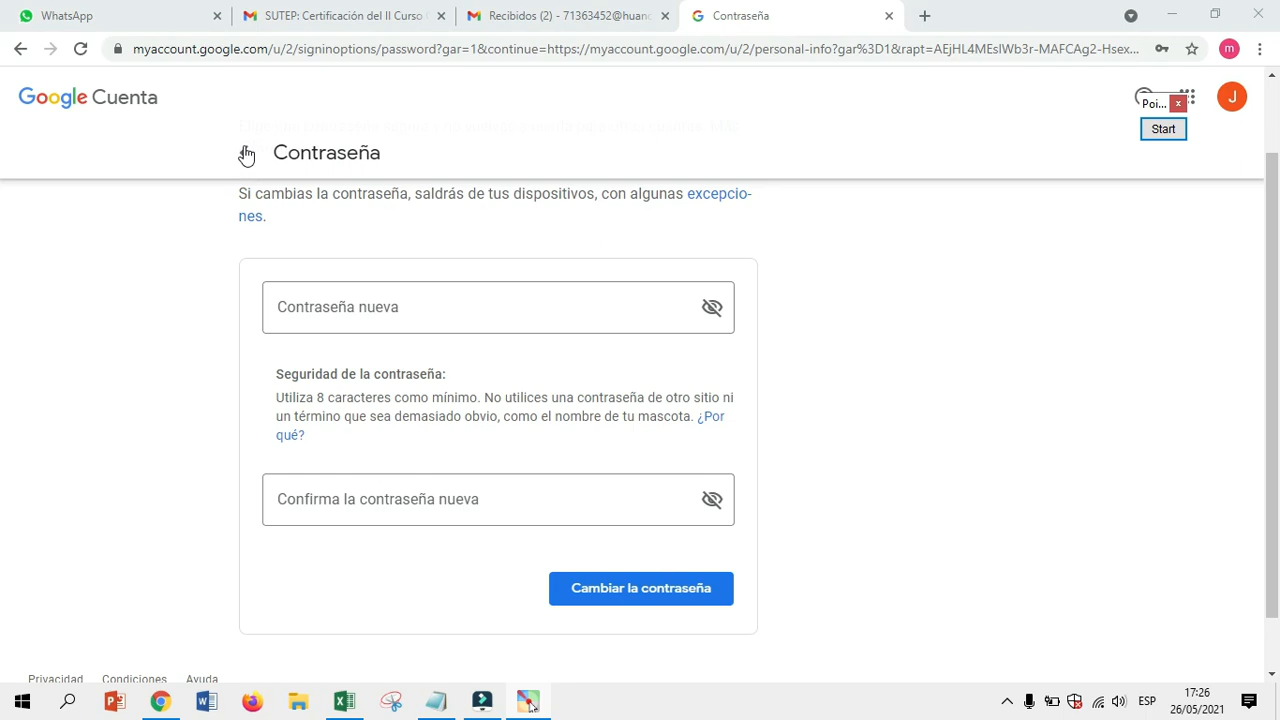 WhatsApp
SUTEP: Certificación del II Curso
Recibidos (2) - 71363452@huanc
Contraseña
myaccount.google.com/u/2/signinoptions/password?gar=1&continue=https://myaccount.google.com/u/2/personal-info?gar%3D1&rapt=AEjHL4MEslWb3r-MAFCAg2-Hsex...
m
Google Cuenta
Poi... x
J
Start
Contraseña
Si cambias la contraseña, saldrás de tus dispositivos, con algunas excepcio-
nes.
Contraseña nueva
Seguridad de la contraseña:
Utiliza 8 caracteres como mínimo. No utilices una contraseña de otro sitio ni
un término que sea demasiado obvio, como el nombre de tu mascota. ¿Por
qué?
Confirma la contraseña nueva
Cambiar la contraseña
Privacidad Condiciones Ayuda
ESP
17:26
26/05/2021